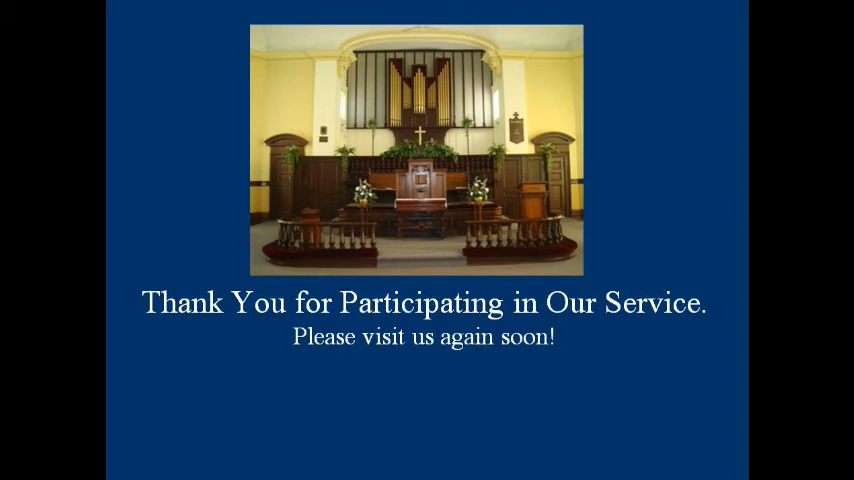 Thank You for Participating in Our Service.
Please visit us again soon!